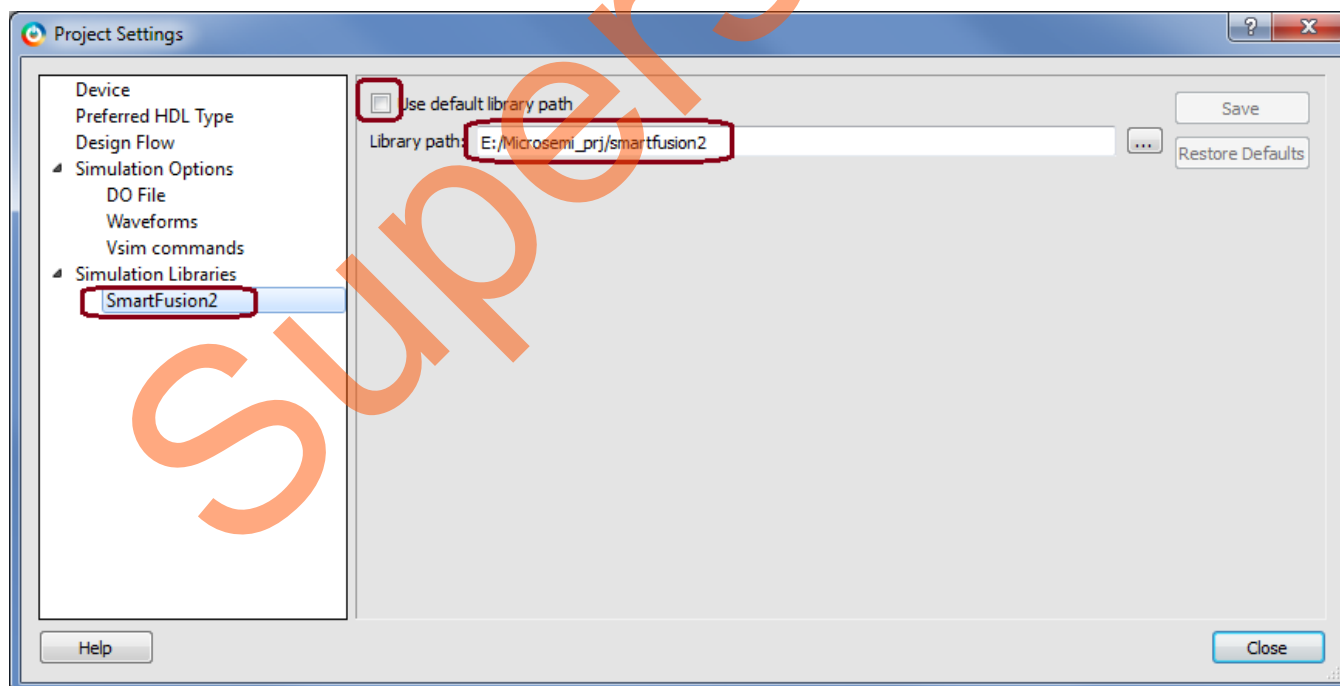 Project Settings
?
X
Device
Preferred HDL Type
Design Flow
Simulation Options
DO File
Waveforms
Vsim commands
Simulation Libraries
SmartFusion2
Use default library path
Library path: E:/Microsemi_prj/smartfusion2
...
Save
Restore Defaults
Help
Close
Supers